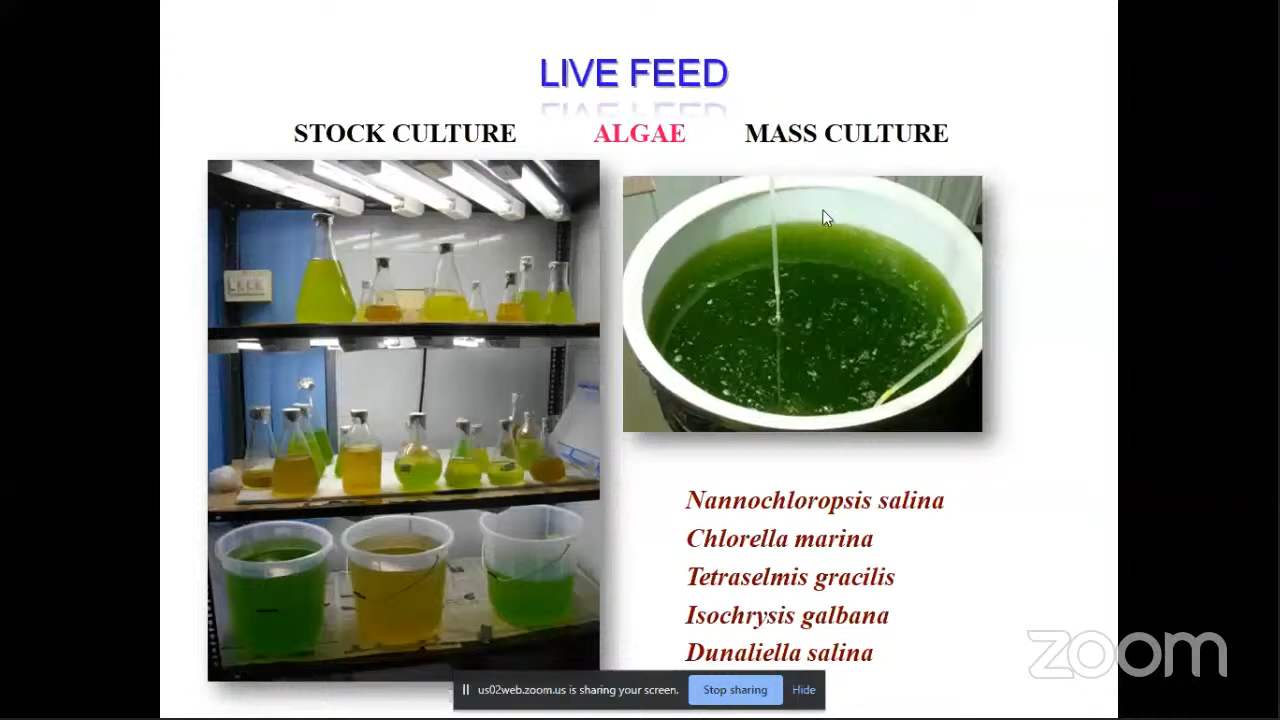 LIVE FEED
STOCK CULTURE ALGAE MASS CULTURE
Nannochloropsis salina
Chlorella marina
Tetraselmis gracilis
Isochrysis galbana
Dunaliella salina
zoom
us02web.zoom.us is sharing your screen. Stop sharing Hide